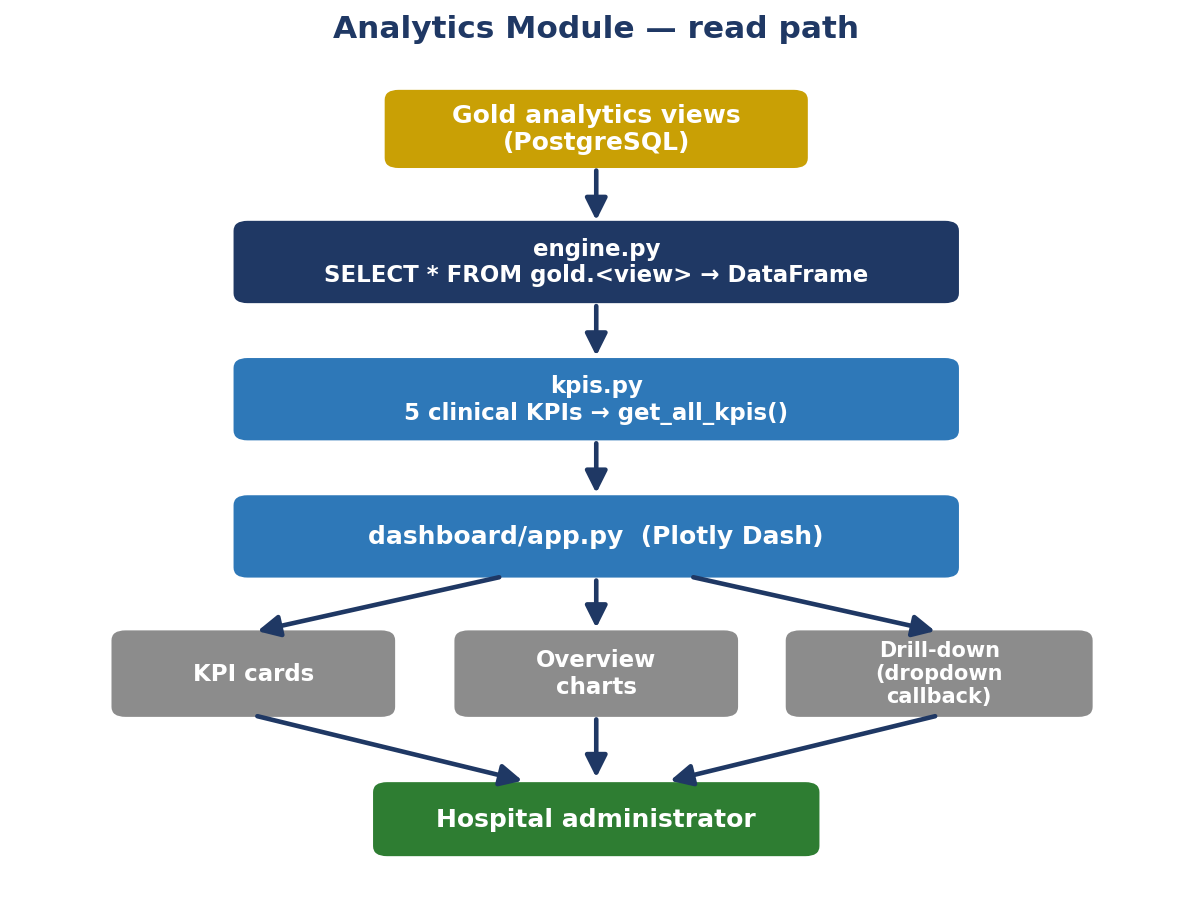 Analytics Module — read path
Gold analytics views
(PostgreSQL)
engine.py
SELECT * FROM gold.<view> → DataFrame
kpis.py
5 clinical KPIs → get_all_kpis()
dashboard/app.py  (Plotly Dash)
KPI cards
Overview
charts
Drill-down
(dropdown
callback)
Hospital administrator